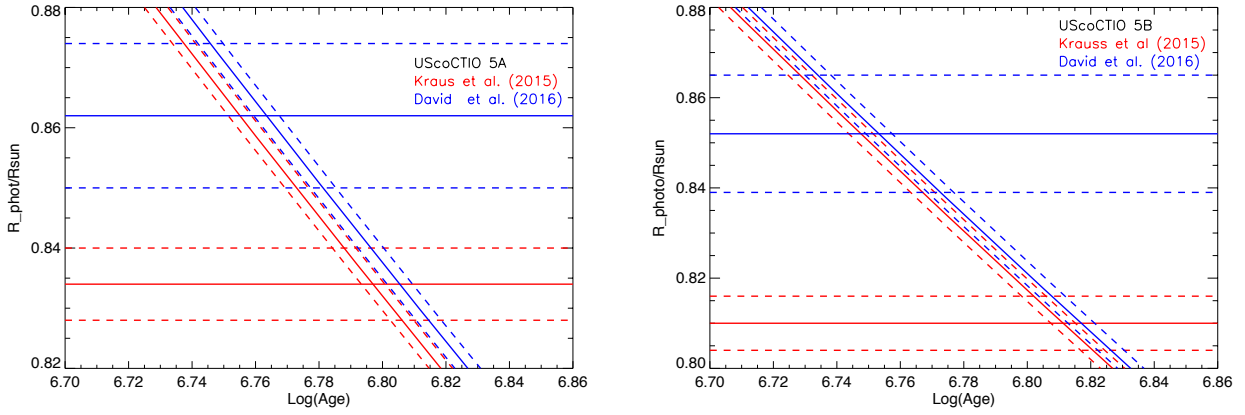 0.88
0.86
0.84
0.82
R_phot/Rsun
UScoCTIO 5A
Kraus et al. (2015)
David et al. (2016)
6.70 6.72 6.74 6.76 6.78 6.80 6.82 6.84 6.86
Log(Age)
0.88
0.86
0.84
0.82
0.80
R_photo/Rsun
UScoCTIO 5B
Krauss et al (2015)
David et al. (2016)
6.70 6.72 6.74 6.76 6.78 6.80 6.82 6.84 6.86
Log(Age)